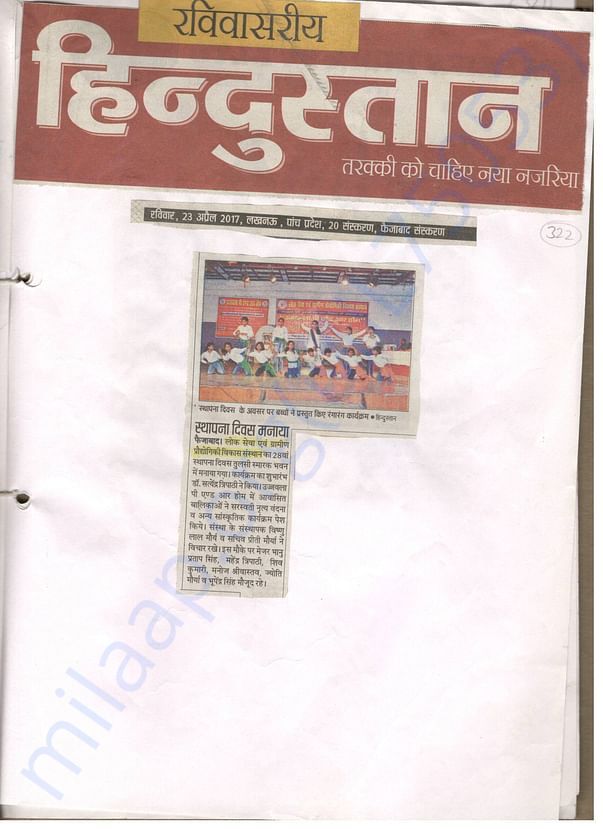 रविवासरीय
हिन्दुस्तान
तरक्की को चाहिए नया नजरिया
रविवार, 23 अप्रैल 2017, लखनऊ , पांच प्रदेश, 20 संस्करण, फैजाबाद संस्करण
322
स्थापना दिवस के अवसर पर बच्चों ने प्रस्तुत किए रंगारंग कार्यक्रम ● हिन्दुस्तान
स्थापना दिवस मनाया
फैजाबाद। लोक सेवा एवं ग्रामीण
प्रौद्योगिकी विकास संस्थान का 28वां
स्थापना दिवस तुलसी स्मारक भवन
में मनाया गया। कार्यक्रम का शुभारंभ
डॉ. सत्येंद्र त्रिपाठी ने किया। उज्जवला
पी एण्ड आर होम में आवासित
बालिकाओं ने सरस्वती नृत्य वंदना
व अन्य सांस्कृतिक कार्यक्रम पेश
किये। संस्था के संस्थापक विष्णु
लाल मौर्य व सचिव प्रीती मौर्या ने
विचार रखे। इस मौके पर मेजर भानु
प्रताप सिंह, महेंद्र त्रिपाठी, शिव
कुमारी, मनोज श्रीवास्तव, ज्योति
मौर्या व भूपेंद्र सिंह मौजूद रहे।
milaap